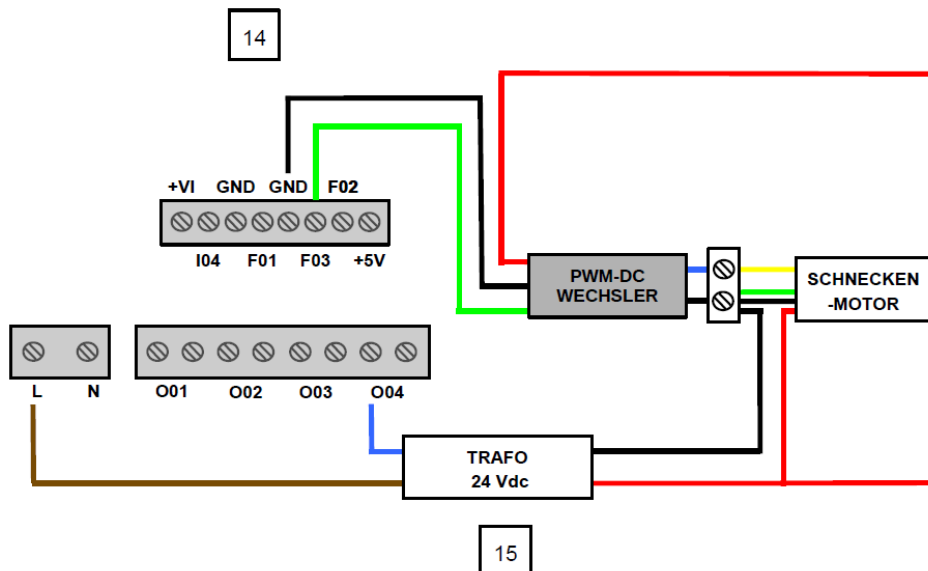 14
+VI GND GND F02
I04 F01 F03 +5V
PWM-DC
WECHSLER
SCHNECKEN
-MOTOR
L N O01 O02 O03 O04
TRAFO
24 Vdc
15